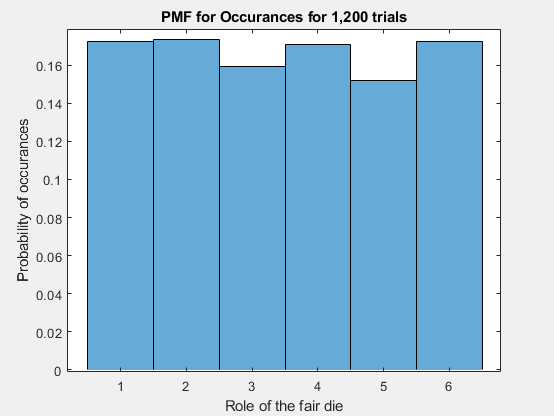 PMF for Occurances for 1,200 trials
Probability of occurances
0.16
0.14
0.12
0.1
0.08
0.06
0.04
0.02
0
1 2 3 4 5 6
Role of the fair die